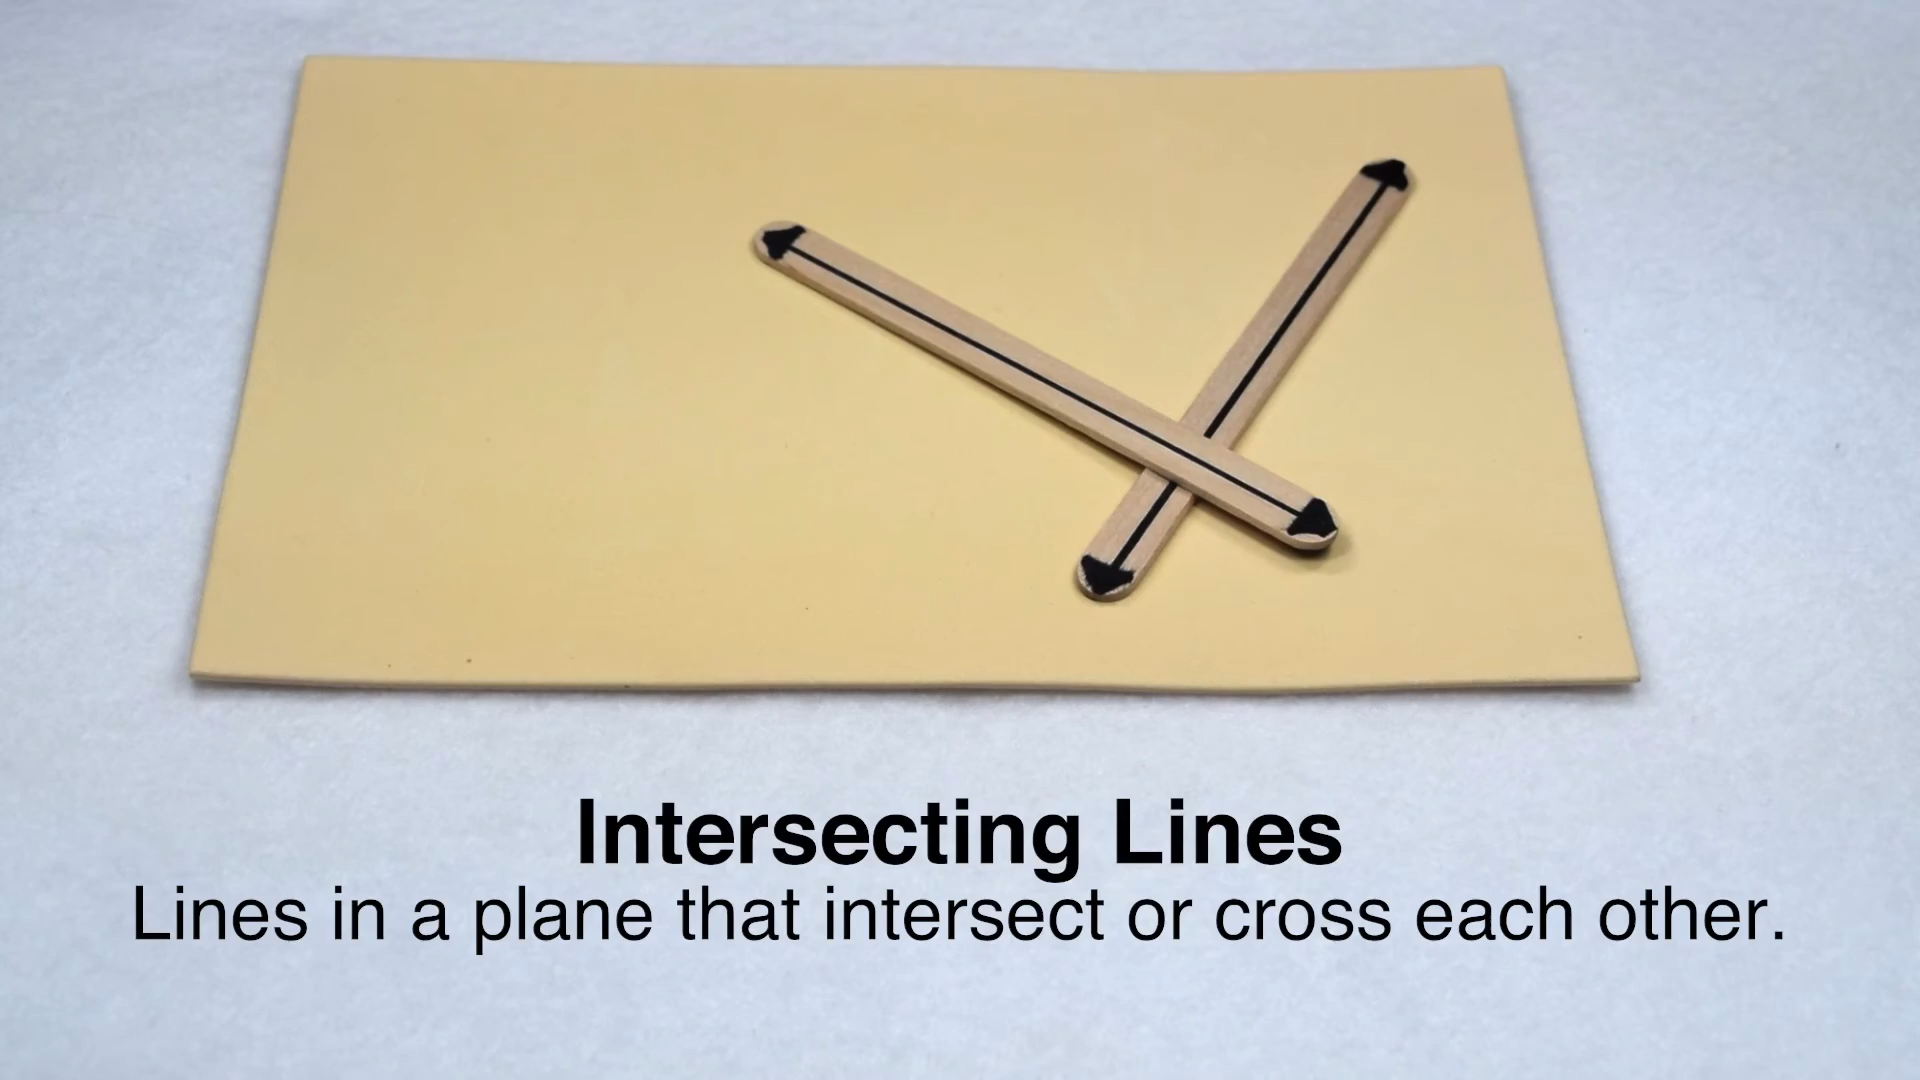 Intersecting Lines
Lines in a plane that intersect or cross each other.